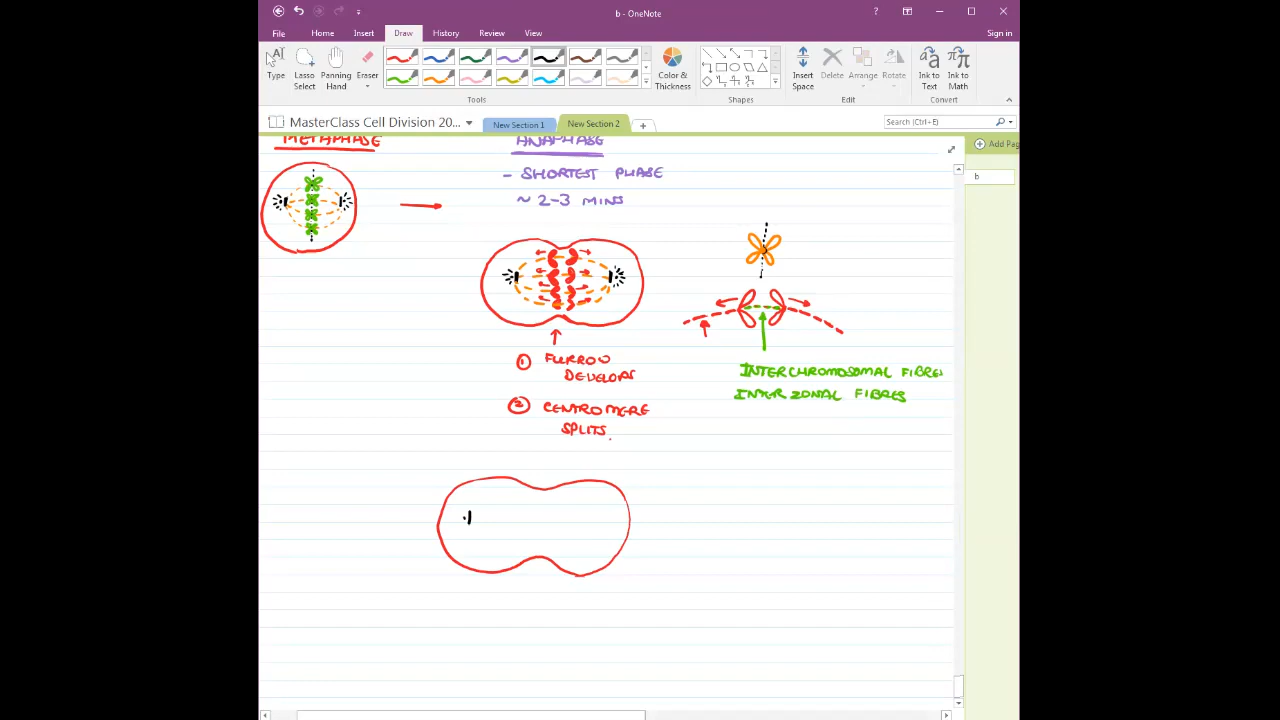 b - OneNote
?
Sign in
File
Home
Insert
Draw
History
Review
View
Type
Lasso Select
Panning Hand
Eraser
Color & Thickness
Insert Space
Delete
Arrange
Rotate
Ink to Text
Ink to Math
Tools
Shapes
Edit
Convert
MasterClass Cell Division 20...
New Section 1
New Section 2
Search (Ctrl+E)
Add Pag
b
METAPHASE
ANAPHASE
- SHORTEST PHASE
~ 2-3 MINS
① FURROW
DEVELOPS
② CENTROMERE
SPLITS.
INTERCHROMOSOMAL FIBRES
INTERZONAL FIBRES